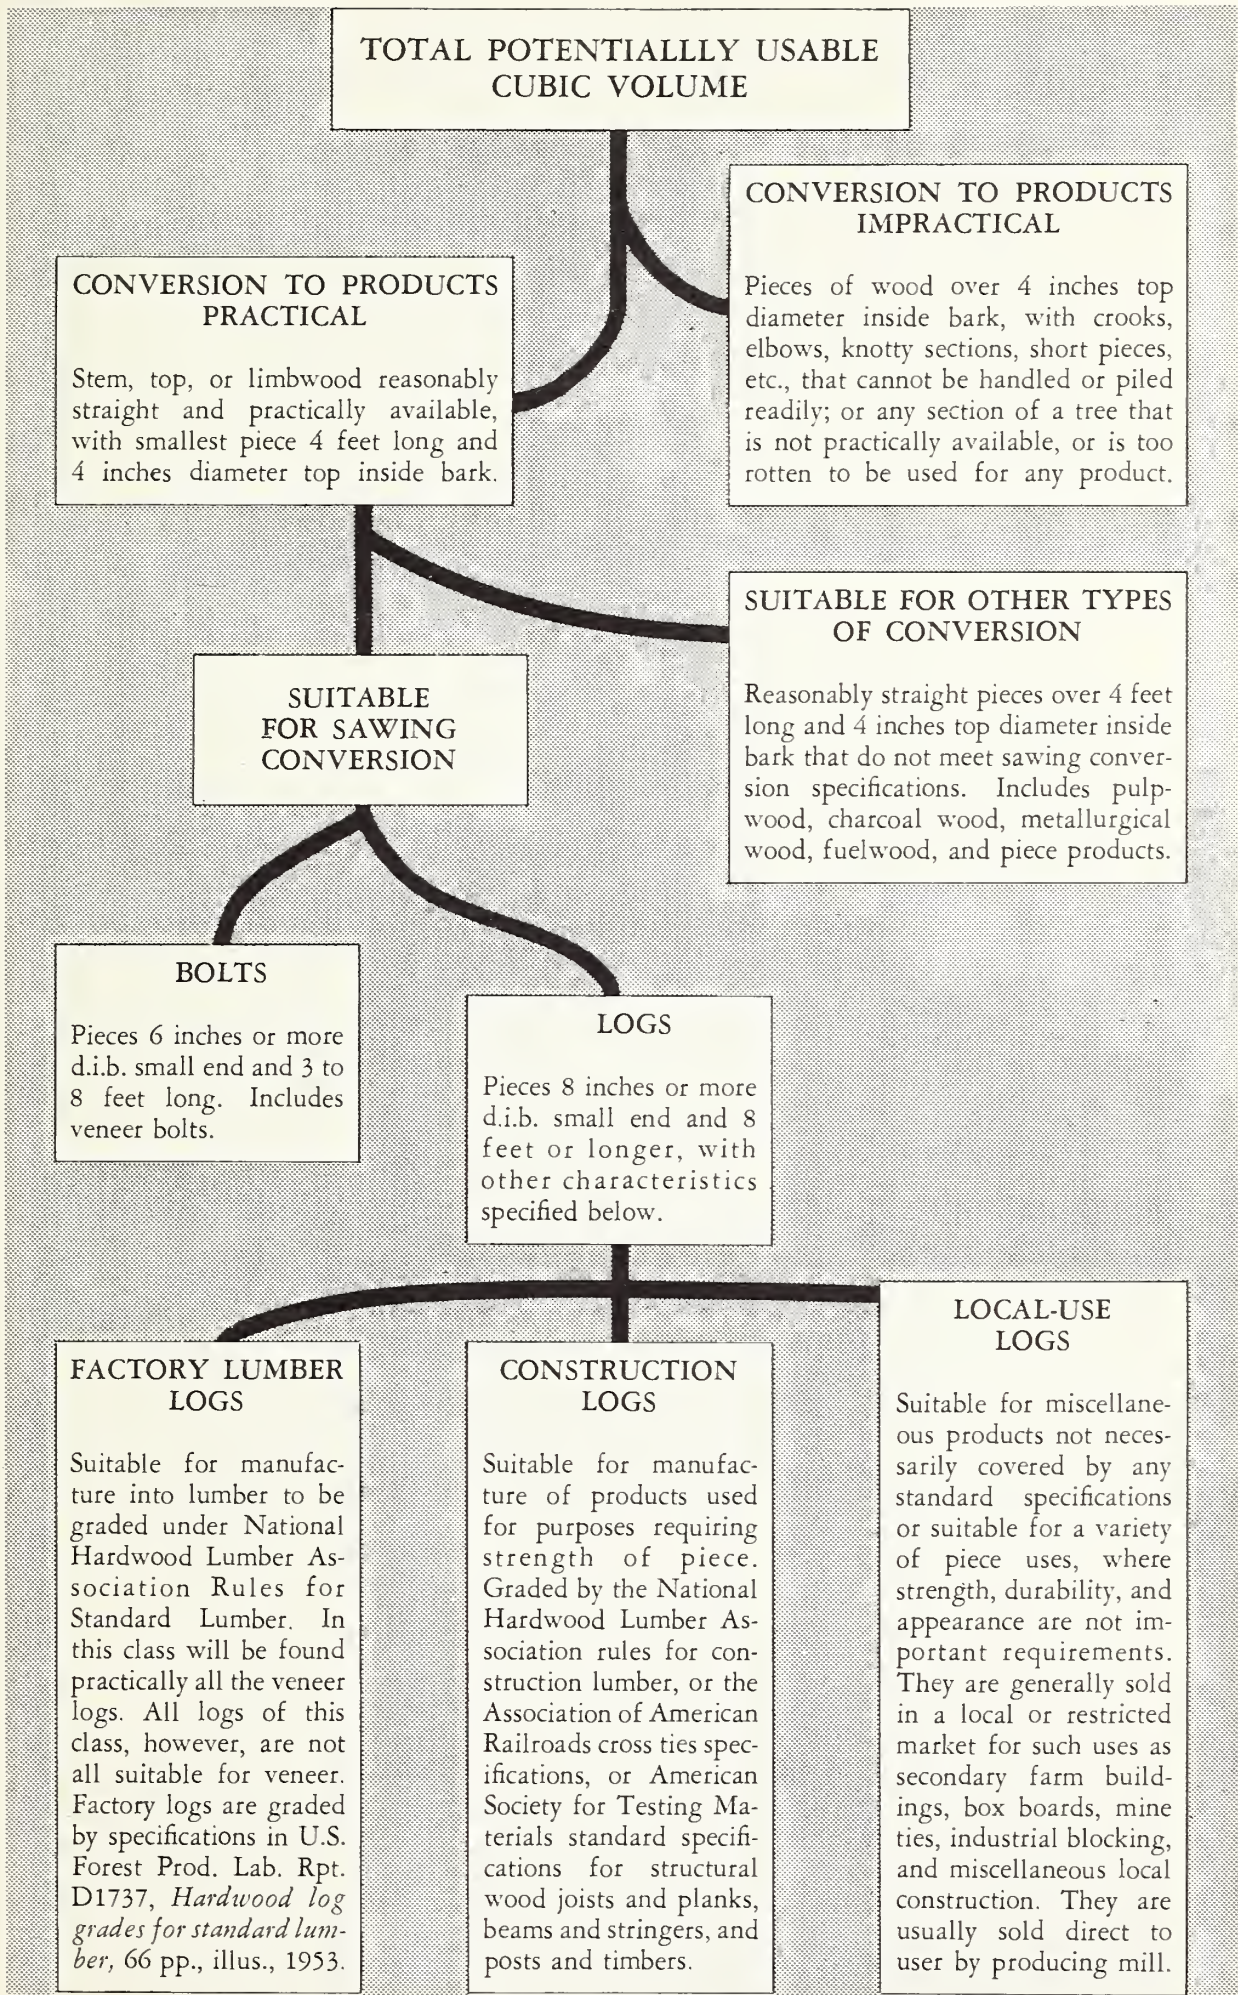 TOTAL POTENTIALLLY USABLE
CUBIC VOLUME
CONVERSION TO PRODUCTS
IMPRACTICAL
Pieces of wood over 4 inches top
diameter inside bark, with crooks,
elbows, knotty sections, short pieces,
etc., that cannot be handled or piled
readily; or any section of a tree that
is not practically available, or is too
rotten to be used for any product.
CONVERSION TO PRODUCTS
PRACTICAL
Stem, top, or limbwood reasonably
straight and practically available,
with smallest piece 4 feet long and
4 inches diameter top inside bark.
SUITABLE FOR OTHER TYPES
OF CONVERSION
Reasonably straight pieces over 4 feet
long and 4 inches top diameter inside
bark that do not meet sawing conver-
sion specifications. Includes pulp-
wood, charcoal wood, metallurgical
wood, fuelwood, and piece products.
SUITABLE
FOR SAWING
CONVERSION
BOLTS
Pieces 6 inches or more
d.i.b. small end and 3 to
8 feet long. Includes
veneer bolts.
LOGS
Pieces 8 inches or more
d.i.b. small end and 8
feet or longer, with
other characteristics
specified below.
FACTORY LUMBER
LOGS
Suitable for manufac-
ture into lumber to be
graded under National
Hardwood Lumber As-
sociation Rules for
Standard Lumber. In
this class will be found
practically all the veneer
logs. All logs of this
class, however, are not
all suitable for veneer.
Factory logs are graded
by specifications in U.S.
Forest Prod. Lab. Rpt.
D1737, Hardwood log
grades for standard lum-
ber, 66 pp., illus., 1953.
CONSTRUCTION
LOGS
Suitable for manufac-
ture of products used
for purposes requiring
strength of piece.
Graded by the National
Hardwood Lumber As-
sociation rules for con-
struction lumber, or the
Association of American
Railroads cross ties spec-
ifications, or American
Society for Testing Ma-
terials standard specifi-
cations for structural
wood joists and planks,
beams and stringers, and
posts and timbers.
LOCAL-USE
LOGS
Suitable for miscellane-
ous products not neces-
sarily covered by any
standard specifications
or suitable for a variety
of piece uses, where
strength, durability, and
appearance are not im-
portant requirements.
They are generally sold
in a local or restricted
market for such uses as
secondary farm build-
ings, box boards, mine
ties, industrial blocking,
and miscellaneous local
construction. They are
usually sold direct to
user by producing mill.